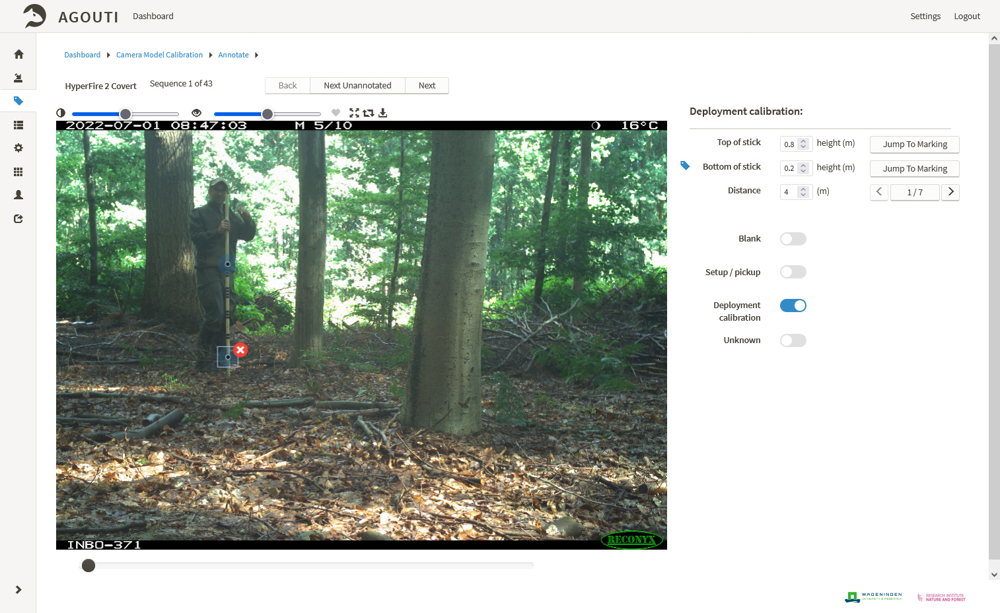 AGOUTI
Dashboard
Settings
Logout
Dashboard
Camera Model Calibration
Annotate
HyperFire 2 Covert
Sequence 1 of 43
Back
Next Unannotated
Next
2022-07-01 08:47:03
M 5/10
16°C
INBO-371
RECONYX
Deployment calibration:
Top of stick
0.8
height (m)
Jump To Marking
Bottom of stick
0.2
height (m)
Jump To Marking
Distance
4
(m)
1 / 7
Blank
Setup / pickup
Deployment
calibration
Unknown
WAGENINGEN
UNIVERSITY & RESEARCH
RESEARCH INSTITUTE
NATURE AND FOREST